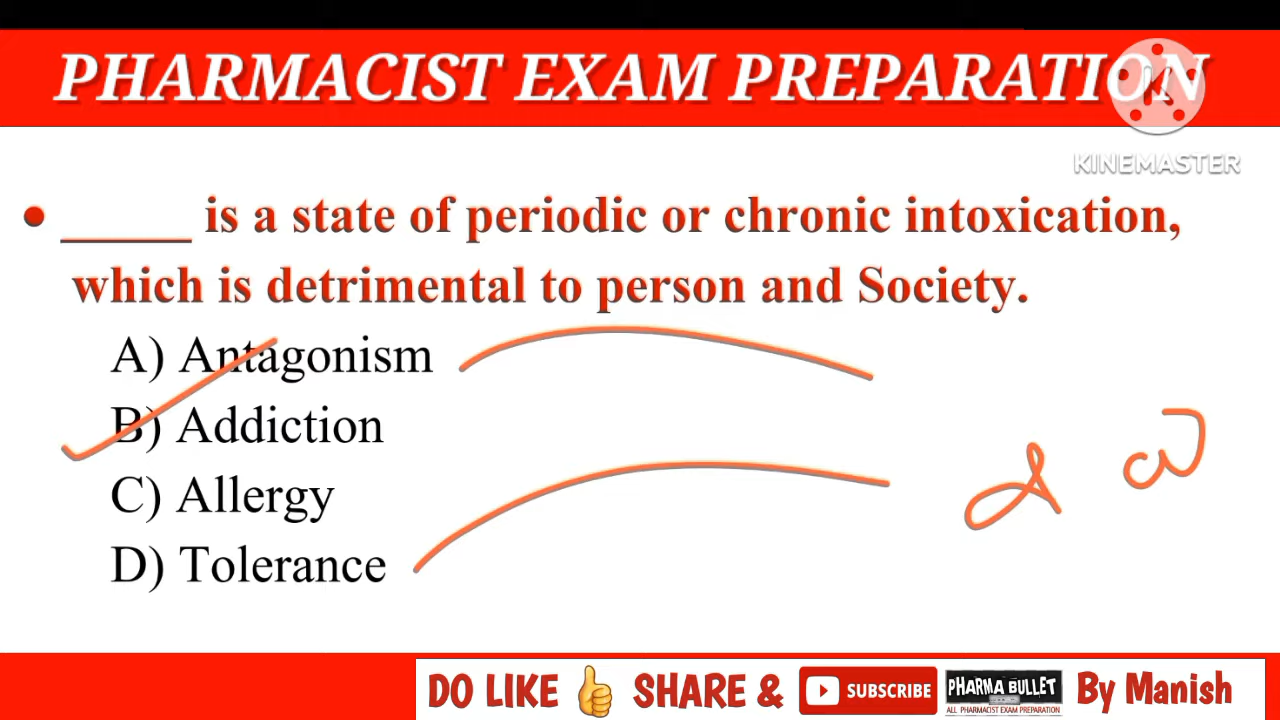 PHARMACIST EXAM PREPARATION
KINEMASTER
• _____ is a state of periodic or chronic intoxication,
which is detrimental to person and Society.
A) Antagonism
B) Addiction
C) Allergy
D) Tolerance
DO LIKE 👍 SHARE & SUBSCRIBE PHARMA BULLET By Manish
ALL PHARMACIST EXAM PREPARATION